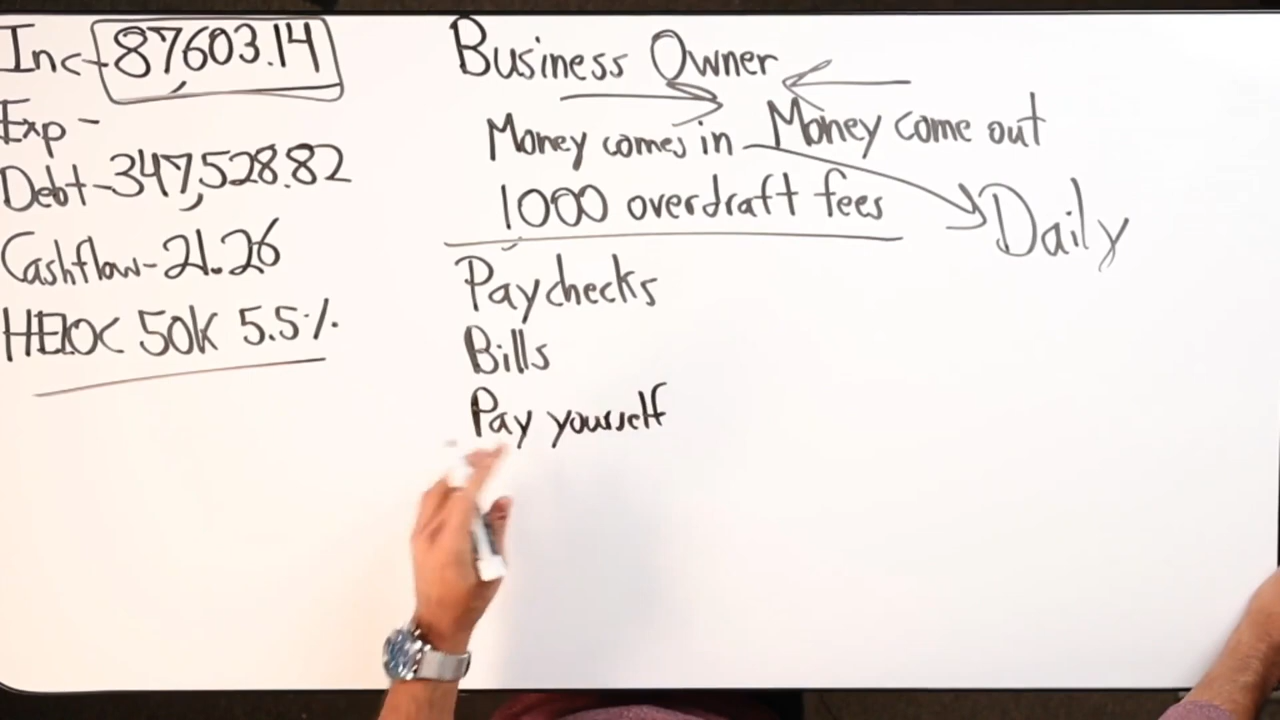 Inc-87603.14
Exp -
Debt-347,528.82
Cashflow-21.26
HELOC 50K 5.5%
Business Owner
Money comes in Money come out
1000 overdraft fees
Daily
Paychecks
Bills
Pay yourself